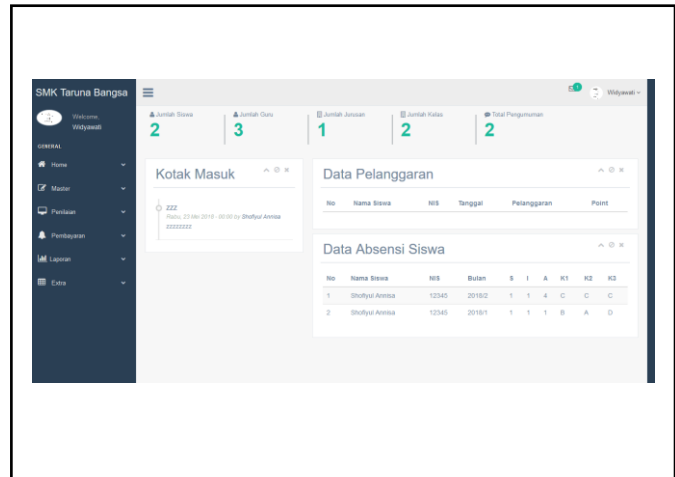 SMK Taruna Bangsa
Welcome,
Widyawati
GENERAL
Home
Master
Penilaian
Pembayaran
Laporan
Extra
Widyawati
Jumlah Siswa
2
Jumlah Guru
3
Jumlah Jurusan
1
Jumlah Kelas
2
Total Pengumuman
2
Kotak Masuk
zzz
Rabu, 23 Mei 2018 - 00:00 by Shofiyul Annisa
zzzzzzzz
Data Pelanggaran
No Nama Siswa NIS Tanggal Pelanggaran Point
Data Absensi Siswa
No Nama Siswa NIS Bulan S I A K1 K2 K3
1 Shofiyul Annisa 12345 2018/2 1 1 4 C C C
2 Shofiyul Annisa 12345 2018/1 1 1 1 B A D